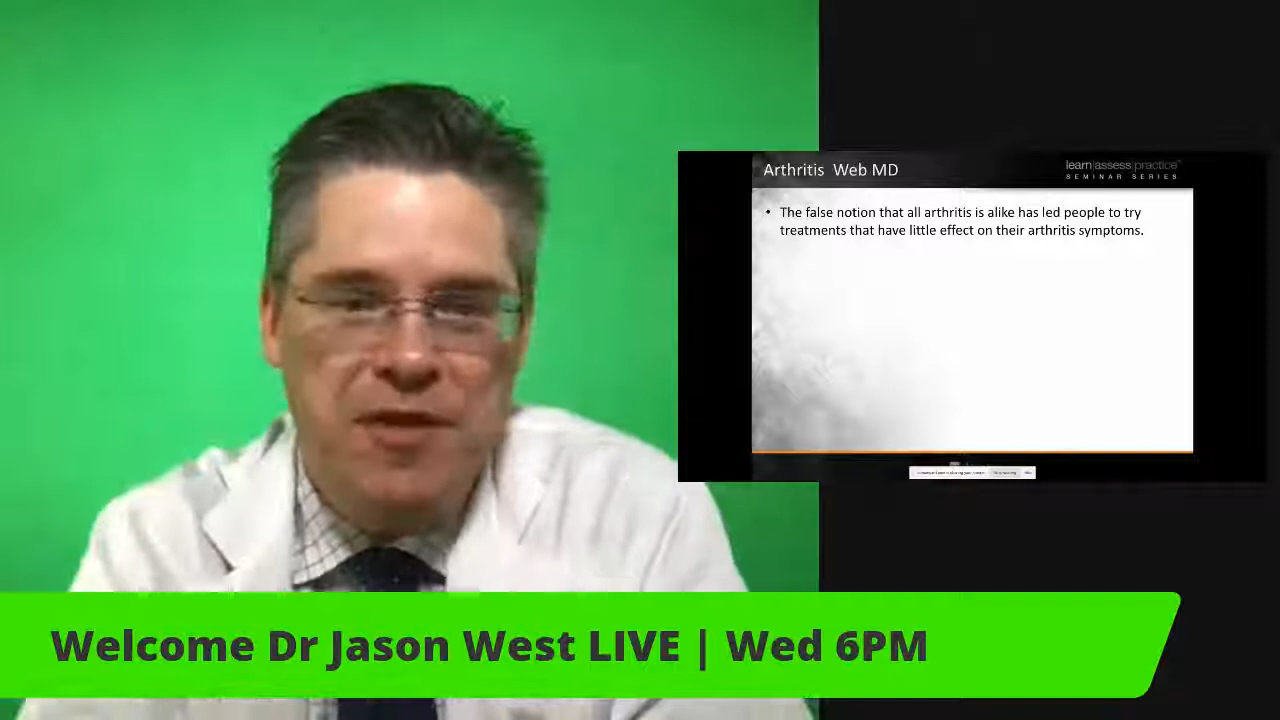 Arthritis Web MD
learn|assess|practice
SEMINAR SERIES
• The false notion that all arthritis is alike has led people to try
treatments that have little effect on their arthritis symptoms.
Welcome Dr Jason West LIVE | Wed 6PM